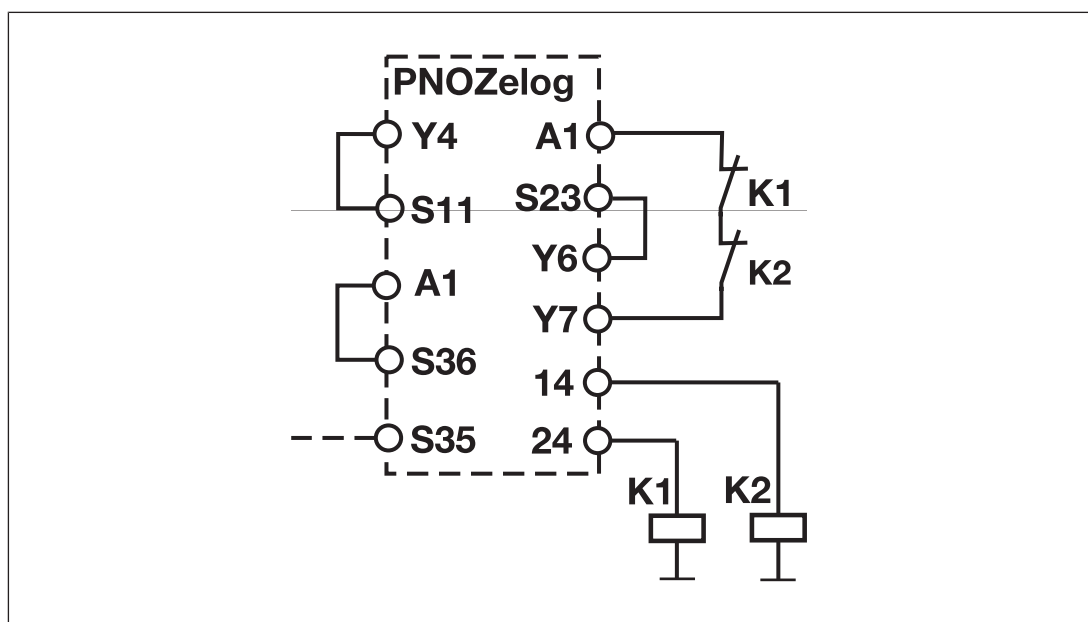 PNOZelog
Y4 A1
S11 S23
Y6
A1 Y7
S36 14
S35 24
K1
K2
K1 K2